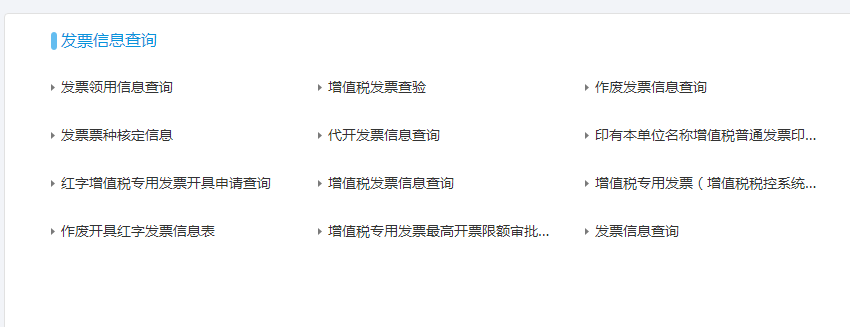 发票信息查询
发票领用信息查询
增值税发票查验
作废发票信息查询
发票票种核定信息
代开发票信息查询
印有本单位名称增值税普通发票印...
红字增值税专用发票开具申请查询
增值税发票信息查询
增值税专用发票（增值税税控系统...
作废开具红字发票信息表
增值税专用发票最高开票限额审批...
发票信息查询